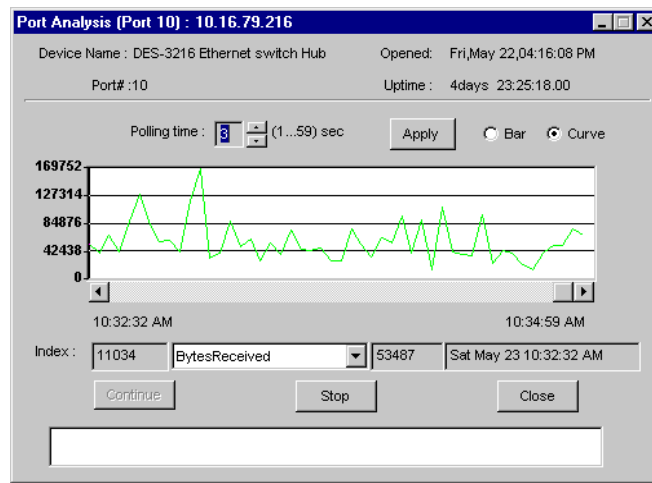 Port Analysis (Port 10) : 10.16.79.216
Device Name : DES-3216 Ethernet switch Hub Opened: Fri,May 22,04:16:08 PM
Port# :10 Uptime : 4days 23:25:18.00
Polling time : 3 (1...59) sec Apply Bar Curve
169752
127314
84876
42438
0
10:32:32 AM 10:34:59 AM
Index : 11034 BytesReceived 53487 Sat May 23 10:32:32 AM
Continue Stop Close